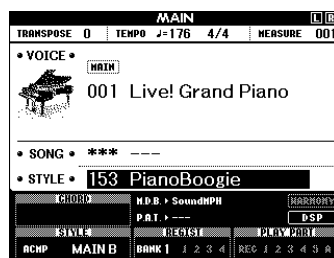 MAIN L R
TRANSPOSE 0 TEMPO ♩=176 4/4 MEASURE 001
• VOICE •
MAIN
001 Live! Grand Piano
• SONG • *** ---
• STYLE • 153 PianoBoogie
CHORD M.D.B. ▸ SoundMPH HARMONY
P.A.T. ▸ --- DSP
STYLE REGIST PLAY PART
ACMP MAIN B BANK 1 1 2 3 4 REC 1 2 3 4 5 A